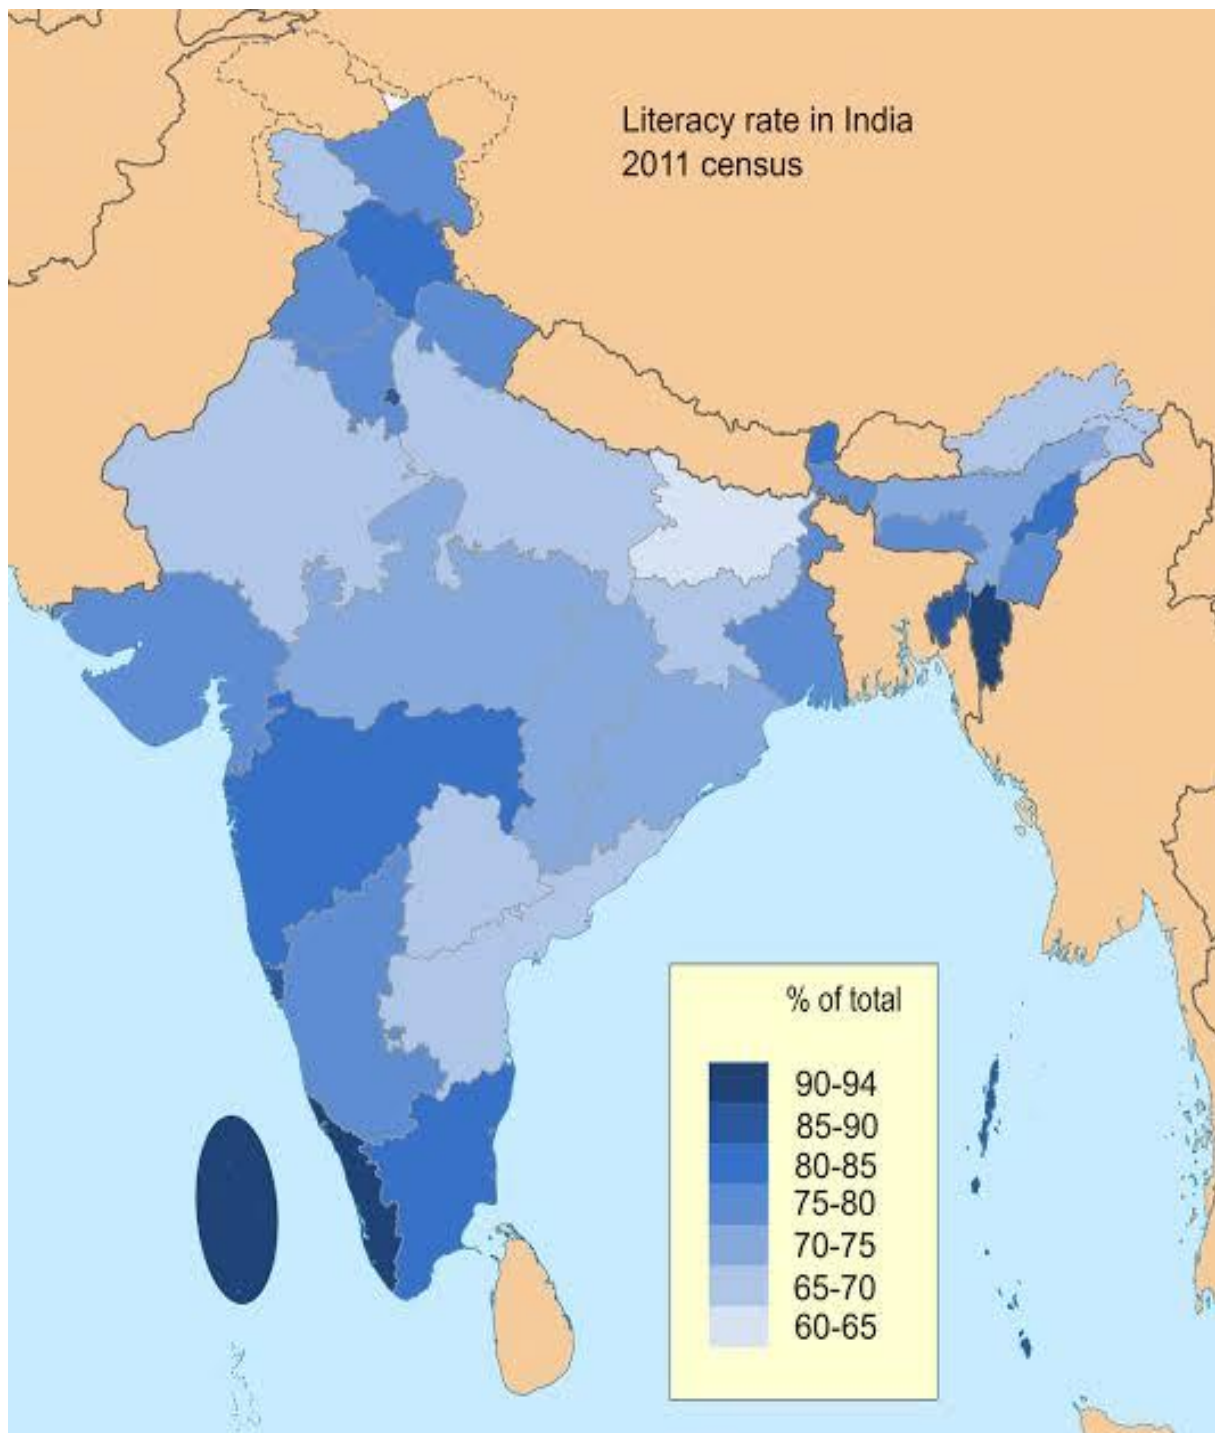 Literacy rate in India
2011 census
% of total
90-94
85-90
80-85
75-80
70-75
65-70
60-65